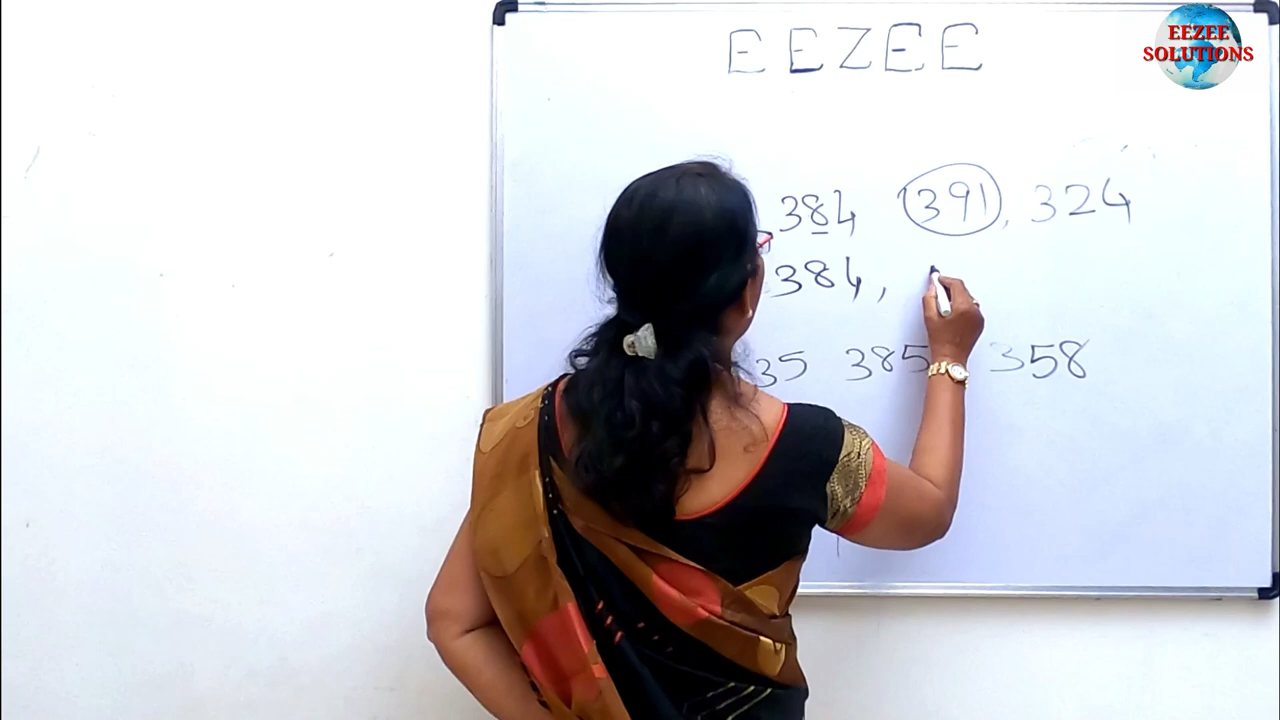 EEZEE
EEZEE
SOLUTIONS
384 391, 324
384,
35 385 358